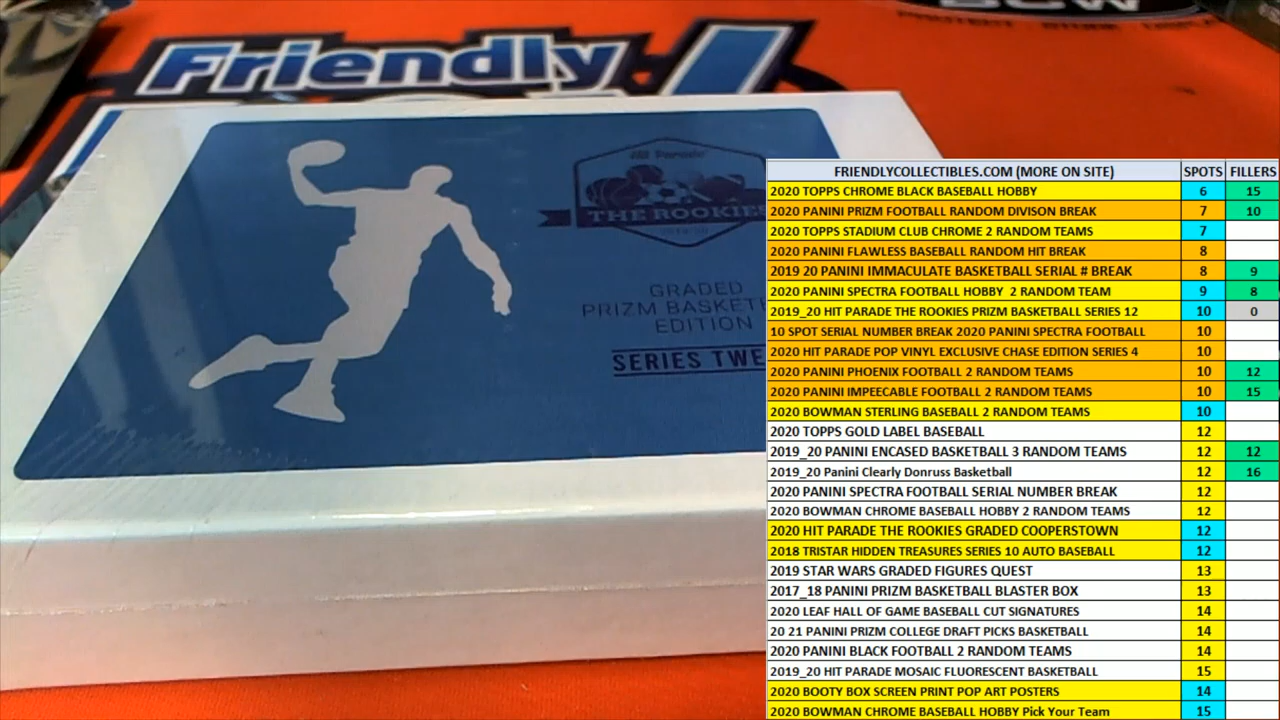 Friendly
Hit Parade
THE ROOKIES
GRADED
PRIZM BASKET
EDITION
SERIES TWE
FRIENDLYCOLLECTIBLES.COM (MORE ON SITE) SPOTS FILLERS
2020 TOPPS CHROME BLACK BASEBALL HOBBY 6 15
2020 PANINI PRIZM FOOTBALL RANDOM DIVISON BREAK 7 10
2020 TOPPS STADIUM CLUB CHROME 2 RANDOM TEAMS 7
2020 PANINI FLAWLESS BASEBALL RANDOM HIT BREAK 8
2019 20 PANINI IMMACULATE BASKETBALL SERIAL # BREAK 8 9
2020 PANINI SPECTRA FOOTBALL HOBBY 2 RANDOM TEAM 9 8
2019_20 HIT PARADE THE ROOKIES PRIZM BASKETBALL SERIES 12 10 0
10 SPOT SERIAL NUMBER BREAK 2020 PANINI SPECTRA FOOTBALL 10
2020 HIT PARADE POP VINYL EXCLUSIVE CHASE EDITION SERIES 4 10
2020 PANINI PHOENIX FOOTBALL 2 RANDOM TEAMS 10 12
2020 PANINI IMPEECABLE FOOTBALL 2 RANDOM TEAMS 10 15
2020 BOWMAN STERLING BASEBALL 2 RANDOM TEAMS 10
2020 TOPPS GOLD LABEL BASEBALL 12
2019_20 PANINI ENCASED BASKETBALL 3 RANDOM TEAMS 12 12
2019_20 Panini Clearly Donruss Basketball 12 16
2020 PANINI SPECTRA FOOTBALL SERIAL NUMBER BREAK 12
2020 BOWMAN CHROME BASEBALL HOBBY 2 RANDOM TEAMS 12
2020 HIT PARADE THE ROOKIES GRADED COOPERSTOWN 12
2018 TRISTAR HIDDEN TREASURES SERIES 10 AUTO BASEBALL 12
2019 STAR WARS GRADED FIGURES QUEST 13
2017_18 PANINI PRIZM BASKETBALL BLASTER BOX 13
2020 LEAF HALL OF GAME BASEBALL CUT SIGNATURES 14
20 21 PANINI PRIZM COLLEGE DRAFT PICKS BASKETBALL 14
2020 PANINI BLACK FOOTBALL 2 RANDOM TEAMS 14
2019_20 HIT PARADE MOSAIC FLUORESCENT BASKETBALL 15
2020 BOOTY BOX SCREEN PRINT POP ART POSTERS 14
2020 BOWMAN CHROME BASEBALL HOBBY Pick Your Team 15